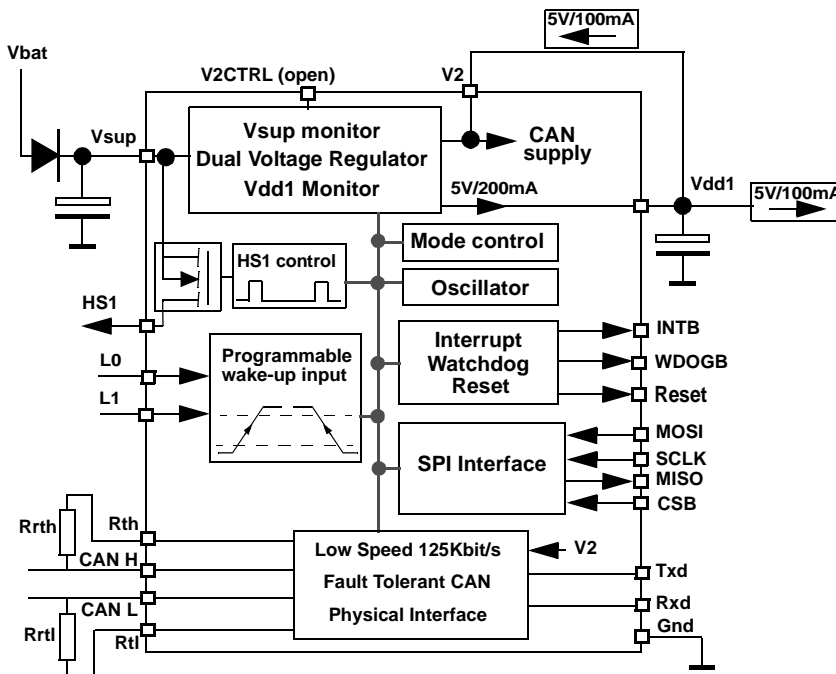 5V/100mA
Vbat
V2CTRL (open)
V2
Vsup
Vsup monitor
Dual Voltage Regulator
Vdd1 Monitor
CAN
supply
5V/200mA
Vdd1
5V/100mA
Mode control
HS1 control
Oscillator
HS1
Programmable
wake-up input
L0
L1
Interrupt
Watchdog
Reset
INTB
WDOGB
Reset
SPI Interface
MOSI
SCLK
MISO
CSB
Rrth
Rth
CAN H
CAN L
Rrtl
Rtl
Low Speed 125Kbit/s
Fault Tolerant CAN
Physical Interface
V2
Txd
Rxd
Gnd